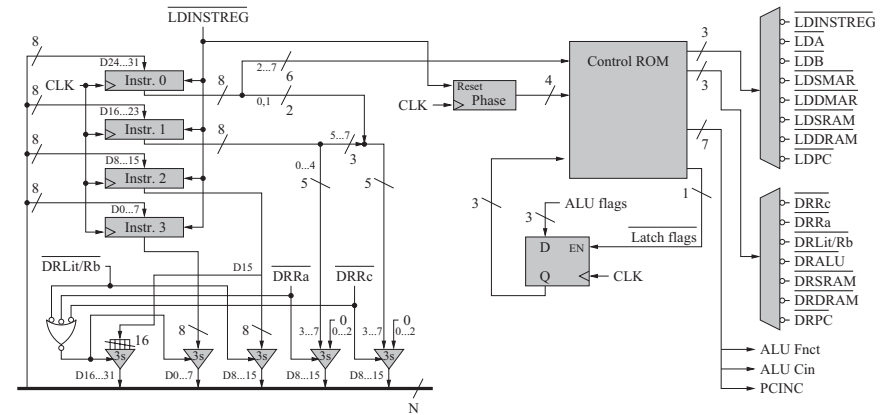 LDINSTREG
8
D24...31
Instr. 0
CLK
8
2...7
6
0,1
2
8
D16...23
Instr. 1
8
5...7
3
8
D8...15
Instr. 2
0...4
5
5
8
D0...7
Instr. 3
DRLit/Rb
D15
DRRa
DRRc
16
8
8
3...7
0
0...2
3...7
0
0...2
3s
3s
3s
3s
3s
D16...31
D0...7
D8...15
D8...15
D8...15
N
Reset
Phase
CLK
4
Control ROM
3
3
7
1
3
ALU flags
3
Latch flags
D
EN
Q
CLK
LDINSTREG
LDA
LDB
LDSMAR
LDDMAR
LDSRAM
LDDRAM
LDPC
DRRc
DRRa
DRLit/Rb
DRALU
DRSRAM
DRDRAM
DRPC
ALU Fnct
ALU Cin
PCINC